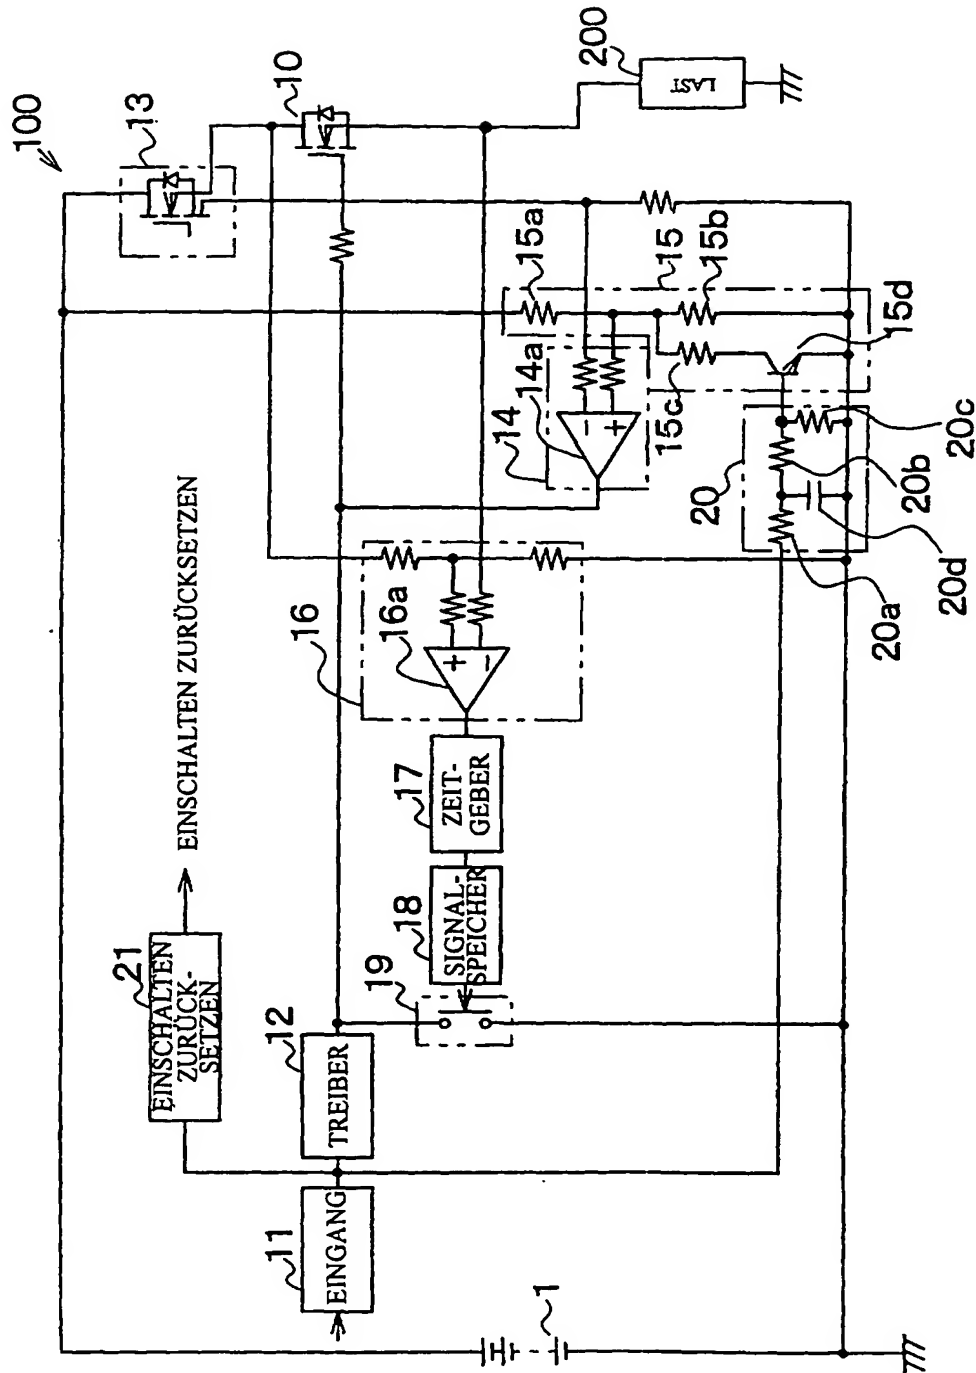 100
13
10
200
LAST
15a
15
15b
15d
14
14a
15c
20
20c
20b
20d
20a
16
16a
+
−
−
+
EINSCHALTEN ZURÜCKSETZEN
17
ZEIT-
GEBER
18
SIGNAL-
SPEICHER
19
21
EINSCHALTEN
ZURÜCK-
SETZEN
12
TREIBER
11
EINGANG
1